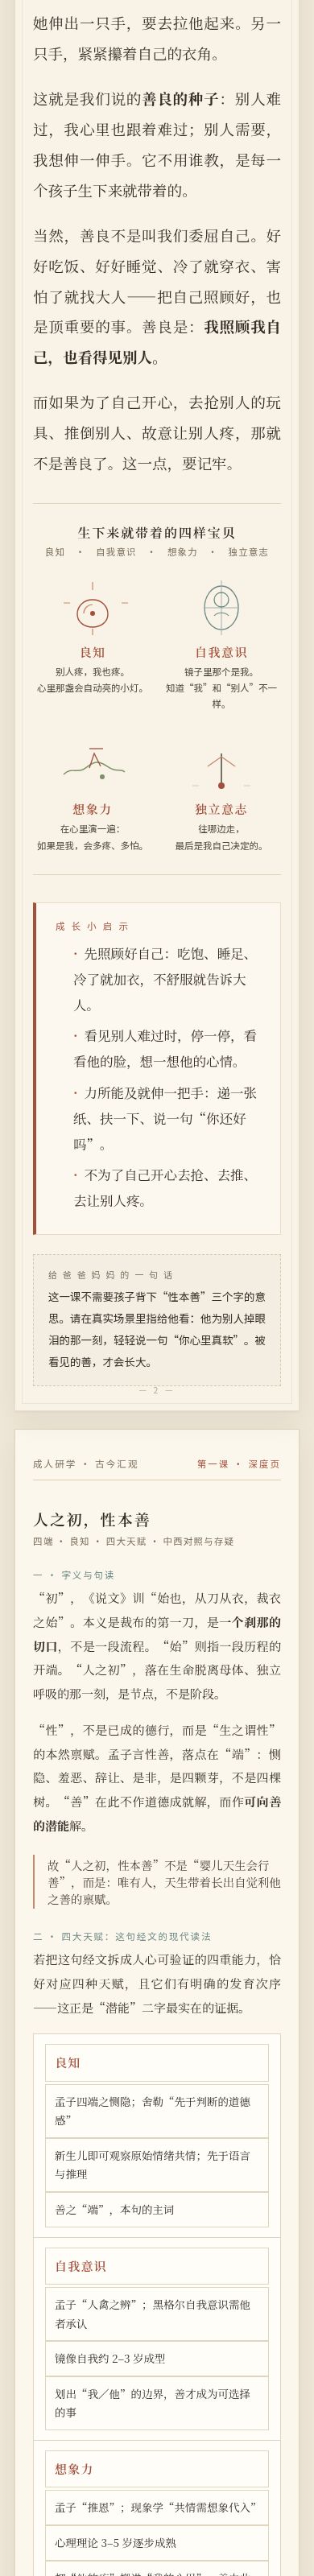 她伸出一只手，要去拉他起来。另一
只手，紧紧攥着自己的衣角。
这就是我们说的善良的种子：别人难
过，我心里也跟着难过；别人需要，
我想伸一伸手。它不用谁教，是每一
个孩子生下来就带着的。
当然，善良不是叫我们委屈自己。好
好吃饭、好好睡觉、冷了就穿衣、害
怕了就找大人——把自己照顾好，也
是顶重要的事。善良是：我照顾我自
己，也看得见别人。
而如果为了自己开心，去抢别人的玩
具、推倒别人、故意让别人疼，那就
不是善良了。这一点，要记牢。
生下来就带着的四样宝贝
良知 • 自我意识 • 想象力 • 独立意志
良知
别人疼，我也疼。
心里那盏会自动亮的小灯。
自我意识
镜子里那个是我。
知道“我”和“别人”不一
样。
想象力
在心里演一遍：
如果是我，会多疼、多怕。
独立意志
往哪边走，
最后是我自己决定的。
成长小启示
· 先照顾好自己：吃饱、睡足、
冷了就加衣，不舒服就告诉大
人。
· 看见别人难过时，停一停，看
看他的脸，想一想他的心情。
· 力所能及就伸一把手：递一张
纸、扶一下、说一句“你还好
吗”。
· 不为了自己开心去抢、去推、
去让别人疼。
给爸爸妈妈的一句话
这一课不需要孩子背下“性本善”三个字的意
思。请在真实场景里指给他看：他为别人掉眼
泪的那一刻，轻轻说一句“你心里真软”。被
看见的善，才会长大。
— 2 —
成人研学 • 古今汇观
第一课 • 深度页
人之初，性本善
四端 • 良知 • 四大天赋 • 中西对照与存疑
一 • 字义与句读
“初”，《说文》训“始也，从刀从衣，裁衣
之始”。本义是裁布的第一刀，是一个刹那的
切口，不是一段流程。“始”则指一段历程的
开端。“人之初”，落在生命脱离母体、独立
呼吸的那一刻，是节点，不是阶段。
“性”，不是已成的德行，而是“生之谓性”
的本然禀赋。孟子言性善，落点在“端”：恻
隐、羞恶、辞让、是非，是四颗芽，不是四棵
树。“善”在此不作道德成就解，而作可向善
的潜能解。
故“人之初，性本善”不是“婴儿天生会行
善”，而是：唯有人，天生带着长出自觉利他
之善的禀赋。
二 • 四大天赋：这句经文的现代读法
若把这句经文拆成人心可验证的四重能力，恰
好对应四种天赋，且它们有明确的发育次序
——这正是“潜能”二字最实在的证据。
良知
孟子四端之恻隐；舍勒“先于判断的道德
感”
新生儿即可观察原始情绪共情；先于语言
与推理
善之“端”，本句的主词
自我意识
孟子“人禽之辨”；黑格尔自我意识需他
者承认
镜像自我约 2–3 岁成型
划出“我／他”的边界，善才成为可选择
的事
想象力
孟子“推恩”；现象学“共情需想象代入”
心理理论 3–5 岁逐步成熟